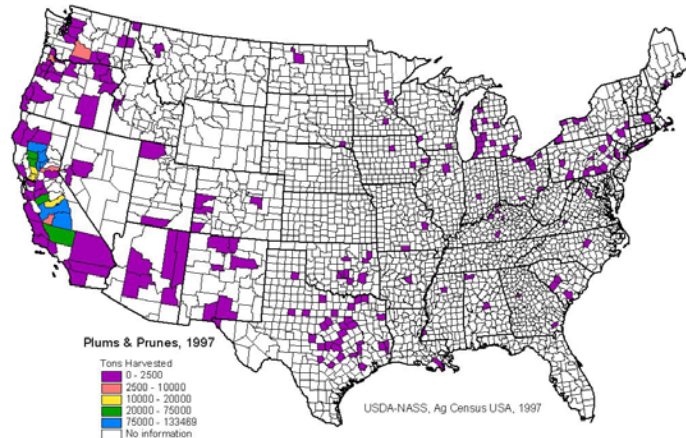 Plums & Prunes, 1997
Tons Harvested
0 - 2500
2500 - 10000
10000 - 20000
20000 - 75000
75000 - 133469
No information
USDA-NASS, Ag Census USA, 1997